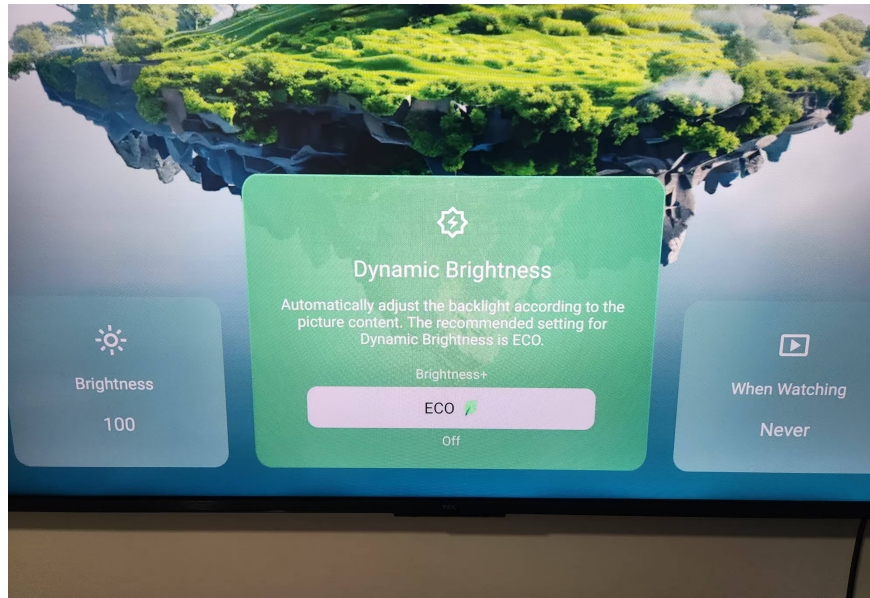 Dynamic Brightness
Automatically adjust the backlight according to the
picture content. The recommended setting for
Dynamic Brightness is ECO.
Brightness+
ECO
Off
Brightness
100
When Watching
Never
TCL